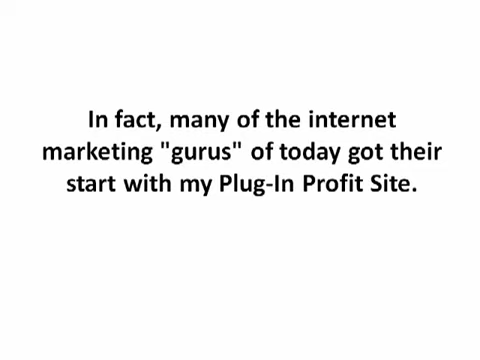 In fact, many of the internet
marketing "gurus" of today got their
start with my Plug-In Profit Site.